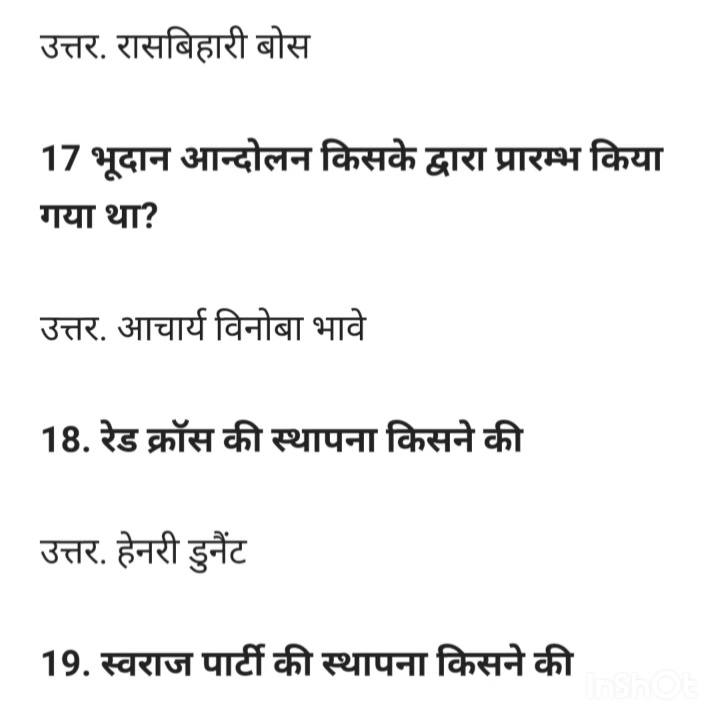 उत्तर. रासबिहारी बोस
17 भूदान आन्दोलन किसके द्वारा प्रारम्भ किया
गया था?
उत्तर. आचार्य विनोबा भावे
18. रेड क्रॉस की स्थापना किसने की
उत्तर. हेनरी डुनैंट
19. स्वराज पार्टी की स्थापना किसने की
InShOt